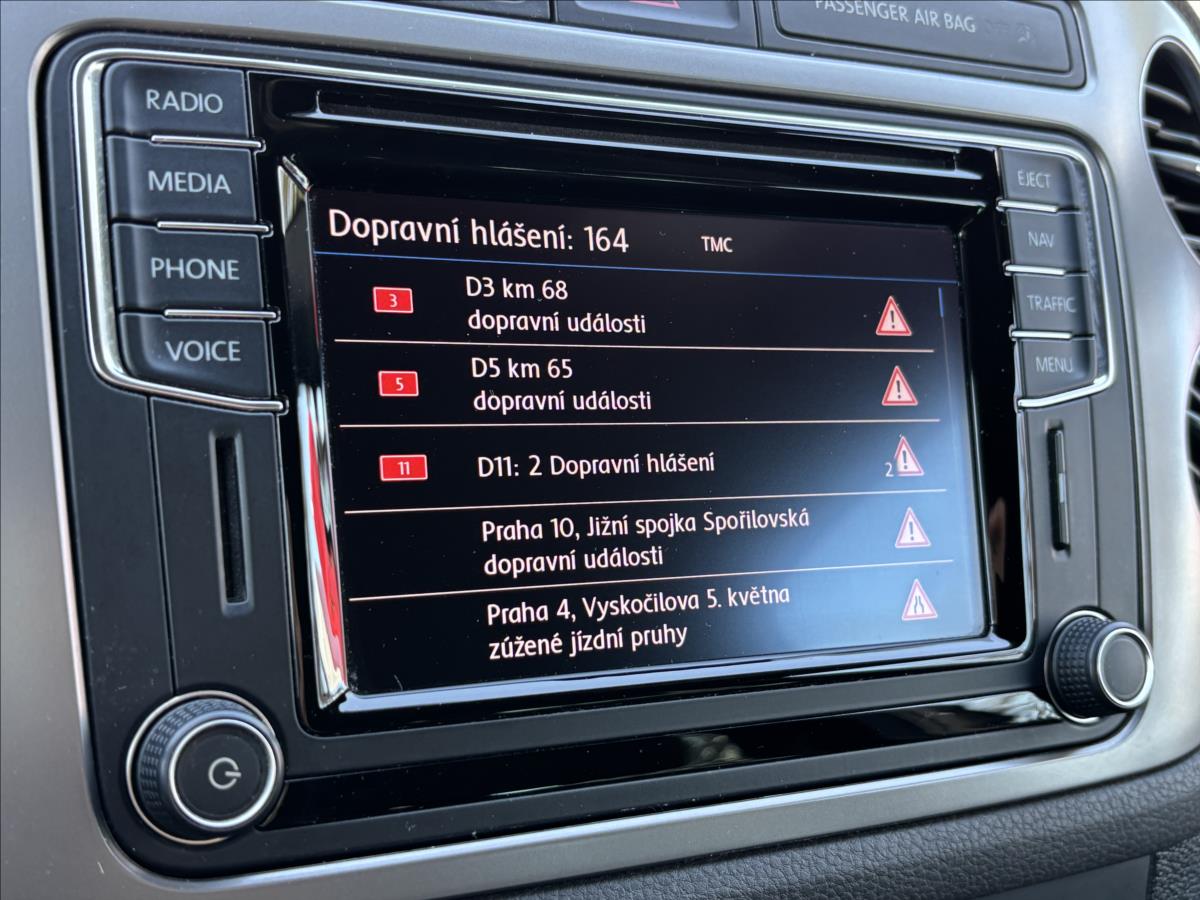 PASSENGER AIR BAG
RADIO
MEDIA
PHONE
VOICE
EJECT
NAV
TRAFFIC
MENU
Dopravní hlášení: 164 TMC
3 D3 km 68
dopravní události
5 D5 km 65
dopravní události
11 D11: 2 Dopravní hlášení 2
Praha 10, Jižní spojka Spořilovská
dopravní události
Praha 4, Vyskočilova 5. května
zúžené jízdní pruhy